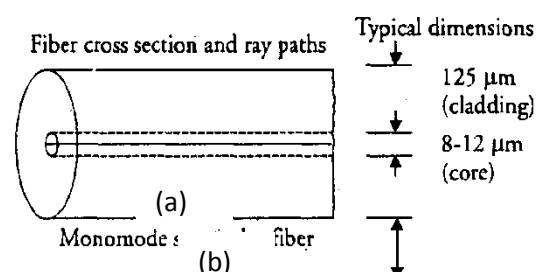 Fiber cross section and ray paths
Typical dimensions
125 μm
(cladding)
8-12 μm
(core)
(a)
Monomode fiber
(b)